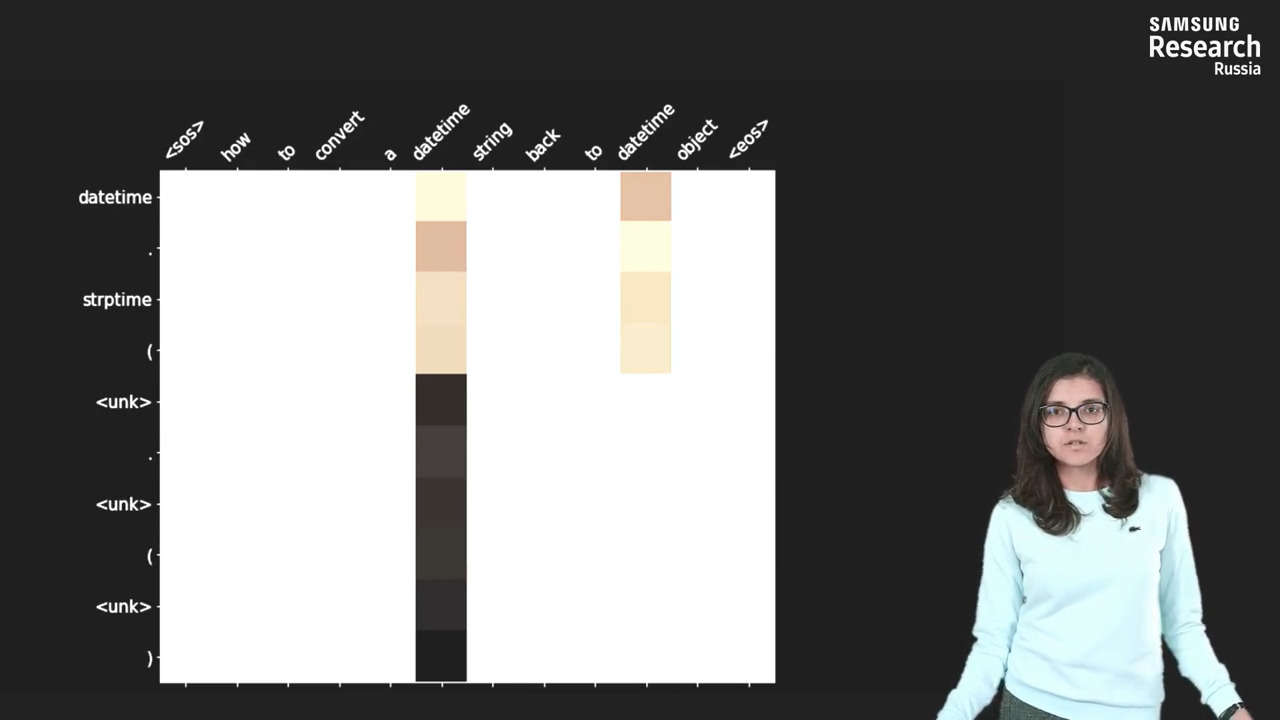 SAMSUNG
Research
Russia
<sos> how to convert a datetime string back to datetime object <eos>
datetime
.
strptime
(
<unk>
.
<unk>
(
<unk>
)